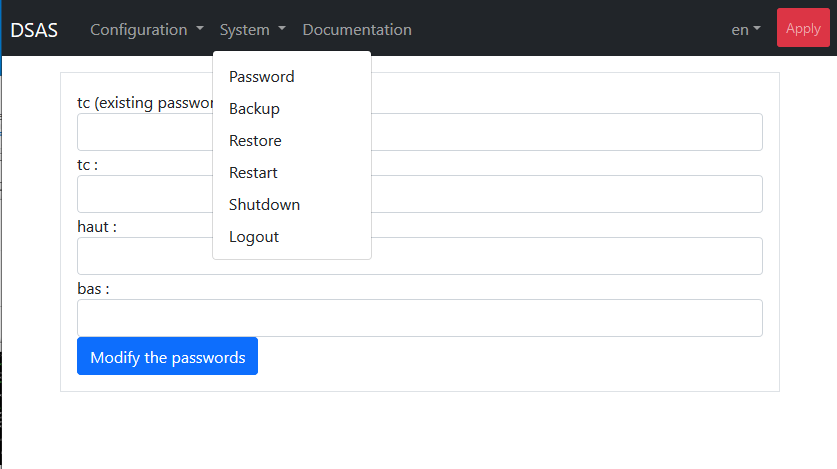 DSAS Configuration System Documentation en Apply
Password
Backup
Restore
Restart
Shutdown
Logout
tc (existing passwor
tc :
haut :
bas :
Modify the passwords